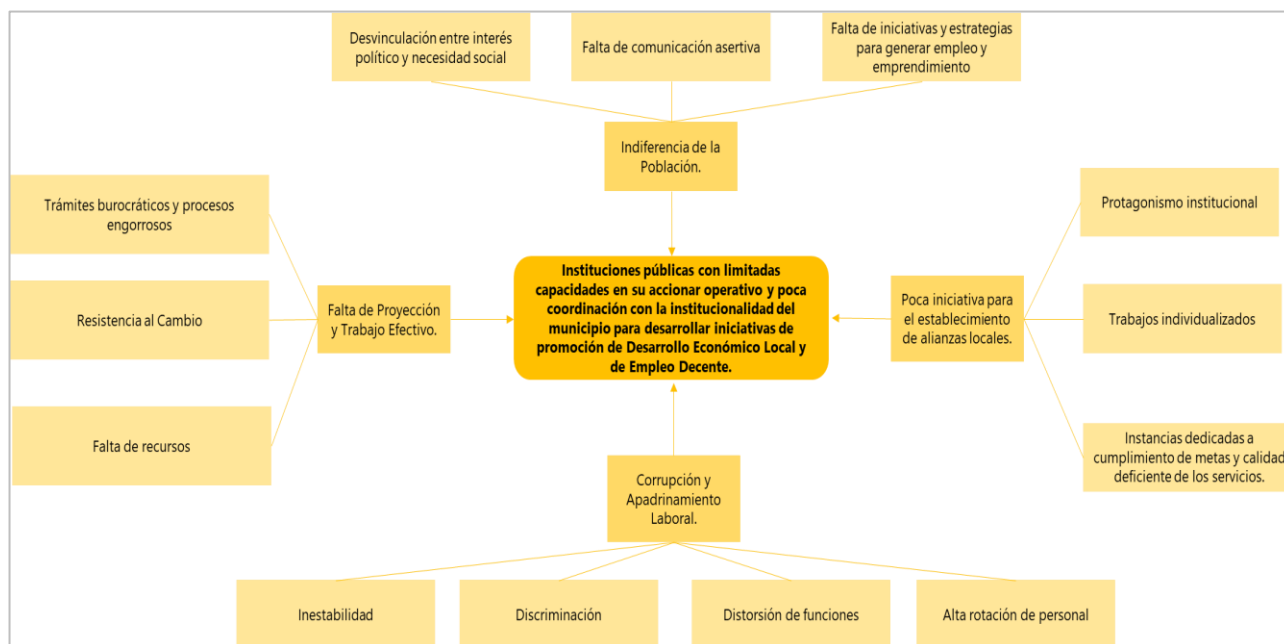 Desvinculación entre interés
político y necesidad social
Falta de comunicación asertiva
Falta de iniciativas y estrategias
para generar empleo y
emprendimiento
Indiferencia de la
Población.
Trámites burocráticos y procesos
engorrosos
Resistencia al Cambio
Falta de recursos
Falta de Proyección
y Trabajo Efectivo.
Instituciones públicas con limitadas
capacidades en su accionar operativo y poca
coordinación con la institucionalidad del
municipio para desarrollar iniciativas de
promoción de Desarrollo Económico Local y
de Empleo Decente.
Poca iniciativa para
el establecimiento
de alianzas locales.
Protagonismo institucional
Trabajos individualizados
Instancias dedicadas a
cumplimiento de metas y calidad
deficiente de los servicios.
Corrupción y
Apadrinamiento
Laboral.
Inestabilidad
Discriminación
Distorsión de funciones
Alta rotación de personal